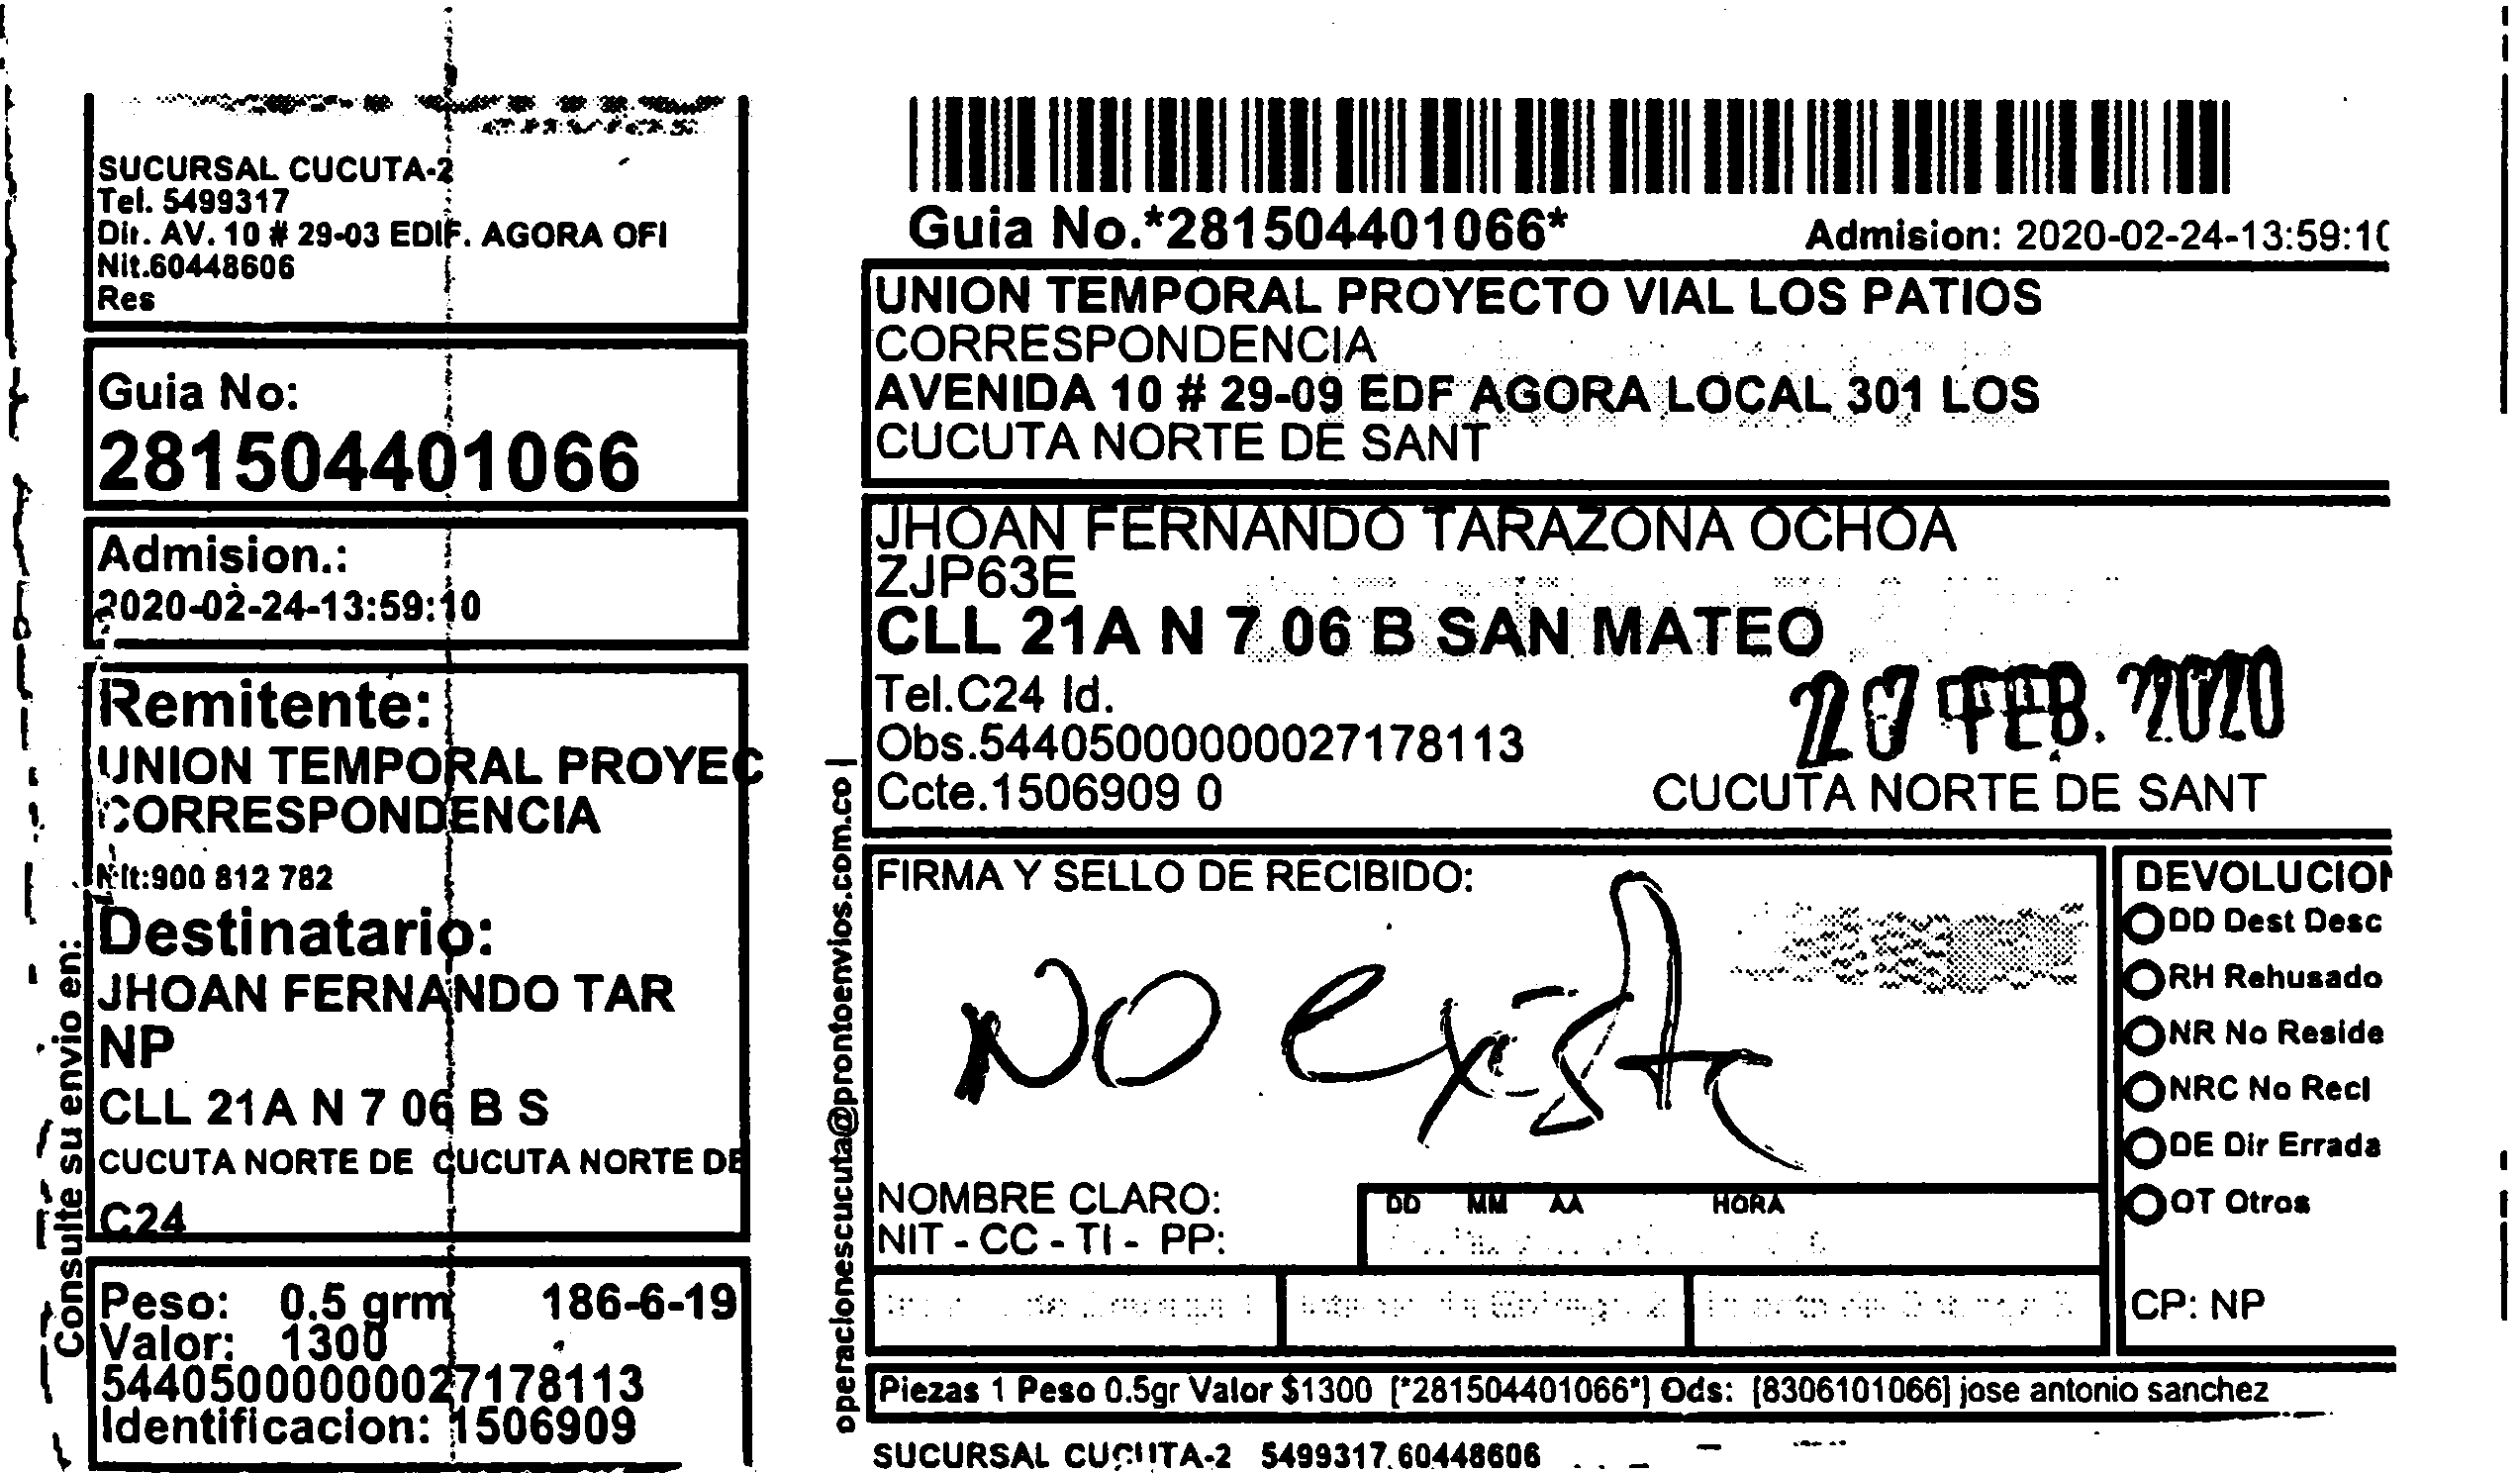 SUCURSAL CUCUTA-2
Tel. 5499317
Dir. AV. 10 # 29-03 EDIF. AGORA OFI
Nit.60448606
Res
Guia No:
281504401066
Admision.:
2020-02-24-13:59:10
Remitente:
UNION TEMPORAL PROYEC
CORRESPONDENCIA
Nit:900 812 782
Destinatario:
JHOAN FERNANDO TAR
NP
CLL 21A N 7 06 B S
CUCUTA NORTE DE CUCUTA NORTE DE
C24
Peso: 0.5 grm 186-6-19
Valor: 1300
544050000000027178113
Identificacion: 1506909
Consulte su envio en:
operacionescucuta@prontoenvios.com.co |
Guia No.*281504401066*
Admision: 2020-02-24-13:59:10
UNION TEMPORAL PROYECTO VIAL LOS PATIOS
CORRESPONDENCIA
AVENIDA 10 # 29-09 EDF AGORA LOCAL 301 LOS
CUCUTA NORTE DE SANT
JHOAN FERNANDO TARAZONA OCHOA
ZJP63E
CLL 21A N 7 06 B SAN MATEO
Tel.C24 Id.
Obs.544050000000027178113
Ccte.1506909 0
FEB. 2020
CUCUTA NORTE DE SANT
FIRMA Y SELLO DE RECIBIDO:
No existe
NOMBRE CLARO:
NIT - CC - TI - PP:
DD MM AA HORA
DEVOLUCION
DD Dest Desc
RH Rehusado
NR No Reside
NRC No Recl
DE Dir Errada
OT Otros
CP: NP
Piezas 1 Peso 0.5gr Valor $1300 [*281504401066*] Ods: [8306101066] jose antonio sanchez
SUCURSAL CUCUTA-2 5499317 60448606